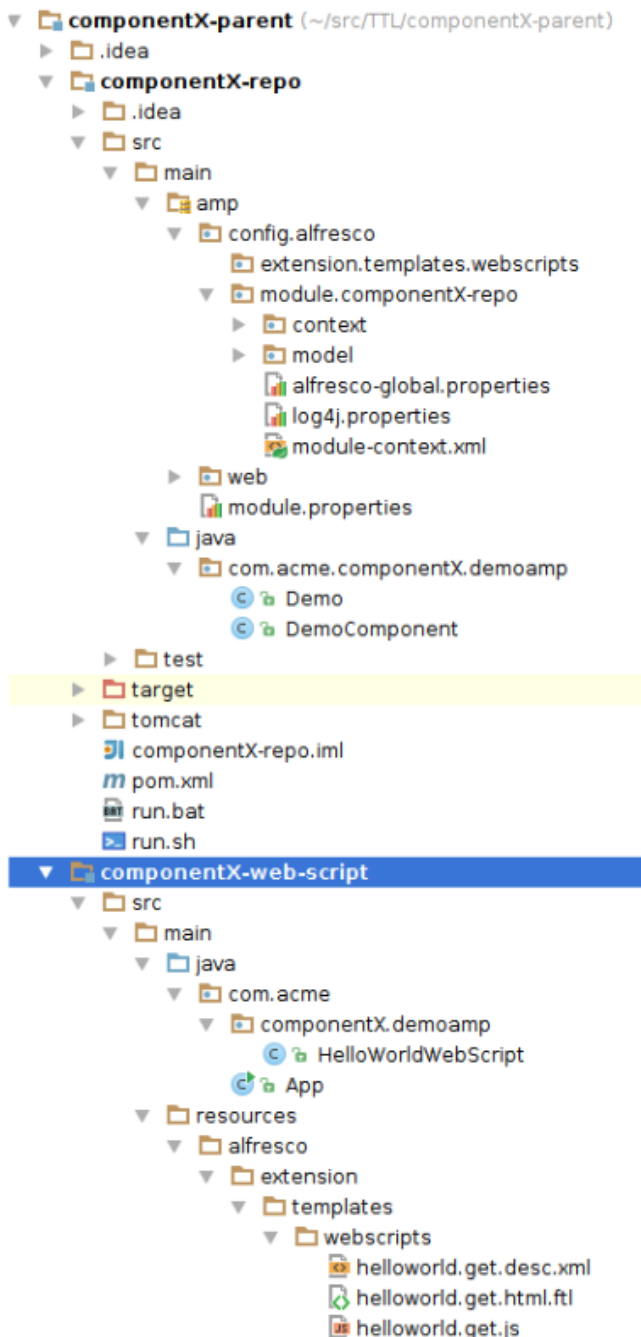 componentX-parent (~/src/TTL/componentX-parent)
.idea
componentX-repo
.idea
src
main
amp
config.alfresco
extension.templates.webscripts
module.componentX-repo
context
model
alfresco-global.properties
log4j.properties
module-context.xml
web
module.properties
java
com.acme.componentX.demoamp
C Demo
C DemoComponent
test
target
tomcat
componentX-repo.iml
m pom.xml
BAT run.bat
run.sh
componentX-web-script
src
main
java
com.acme
componentX.demoamp
C HelloWorldWebScript
C App
resources
alfresco
extension
templates
webscripts
helloworld.get.desc.xml
helloworld.get.html.ftl
JS helloworld.get.js